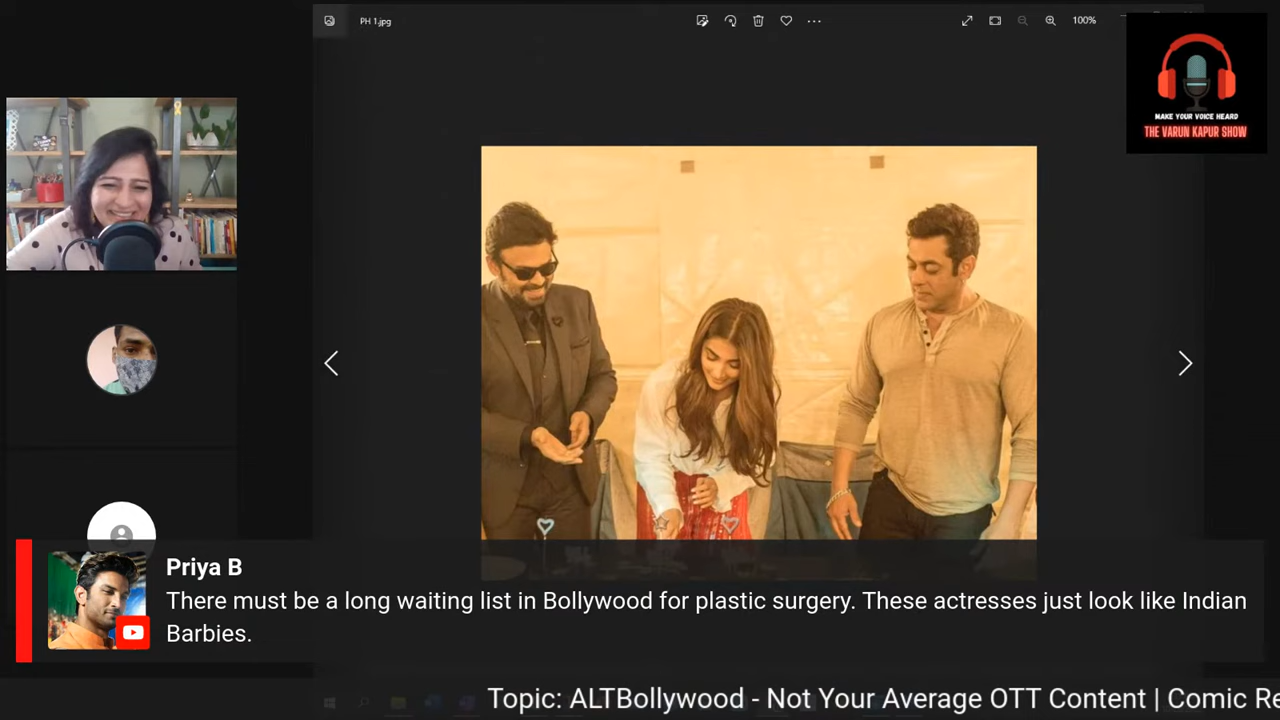 PH 1.jpg
100%
MAKE YOUR VOICE HEARD
THE VARUN KAPUR SHOW
Priya B
There must be a long waiting list in Bollywood for plastic surgery. These actresses just look like Indian
Barbies.
Topic: ALTBollywood - Not Your Average OTT Content | Comic Re